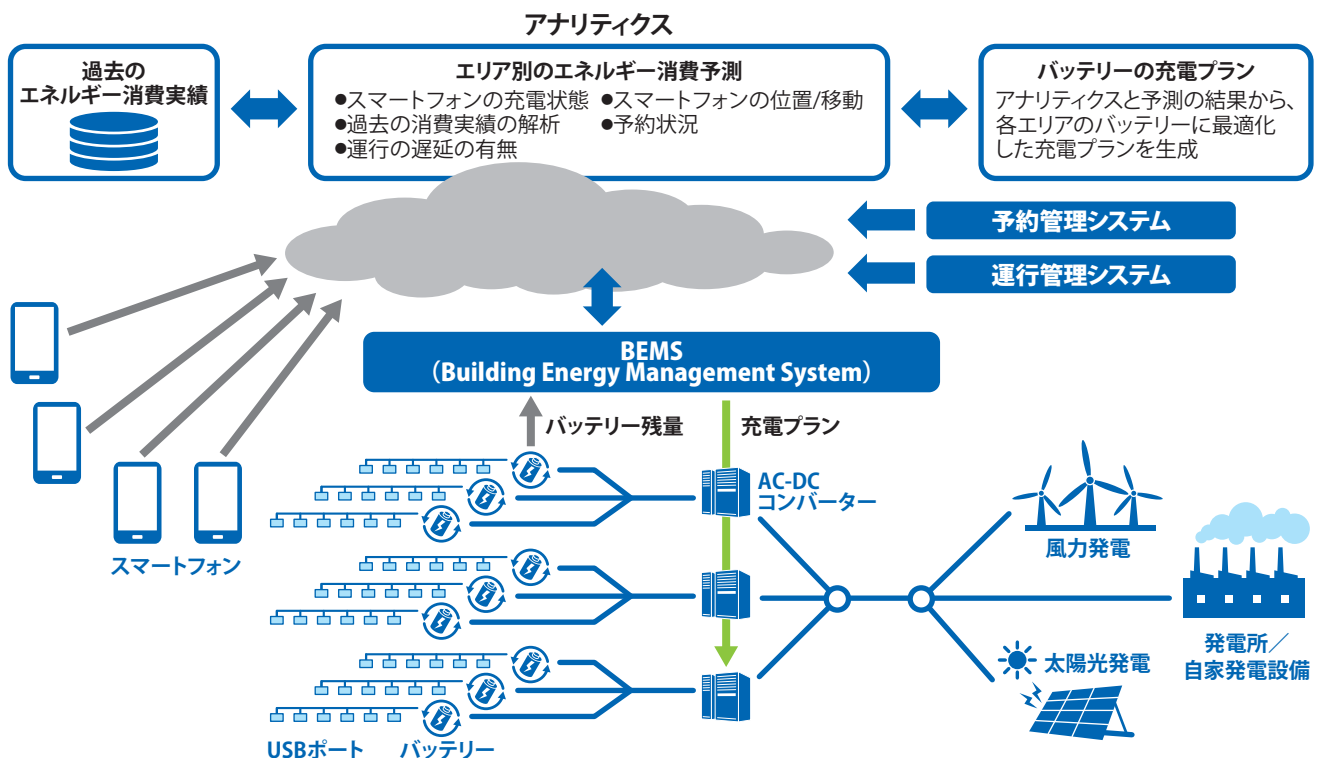 アナリティクス
過去の
エネルギー消費実績
エリア別のエネルギー消費予測
●スマートフォンの充電状態 ●スマートフォンの位置/移動
●過去の消費実績の解析 ●予約状況
●運行の遅延の有無
バッテリーの充電プラン
アナリティクスと予測の結果から、
各エリアのバッテリーに最適化
した充電プランを生成
予約管理システム
運行管理システム
BEMS
（Building Energy Management System）
バッテリー残量
充電プラン
AC-DC
コンバーター
スマートフォン
風力発電
発電所／
自家発電設備
太陽光発電
USBポート
バッテリー